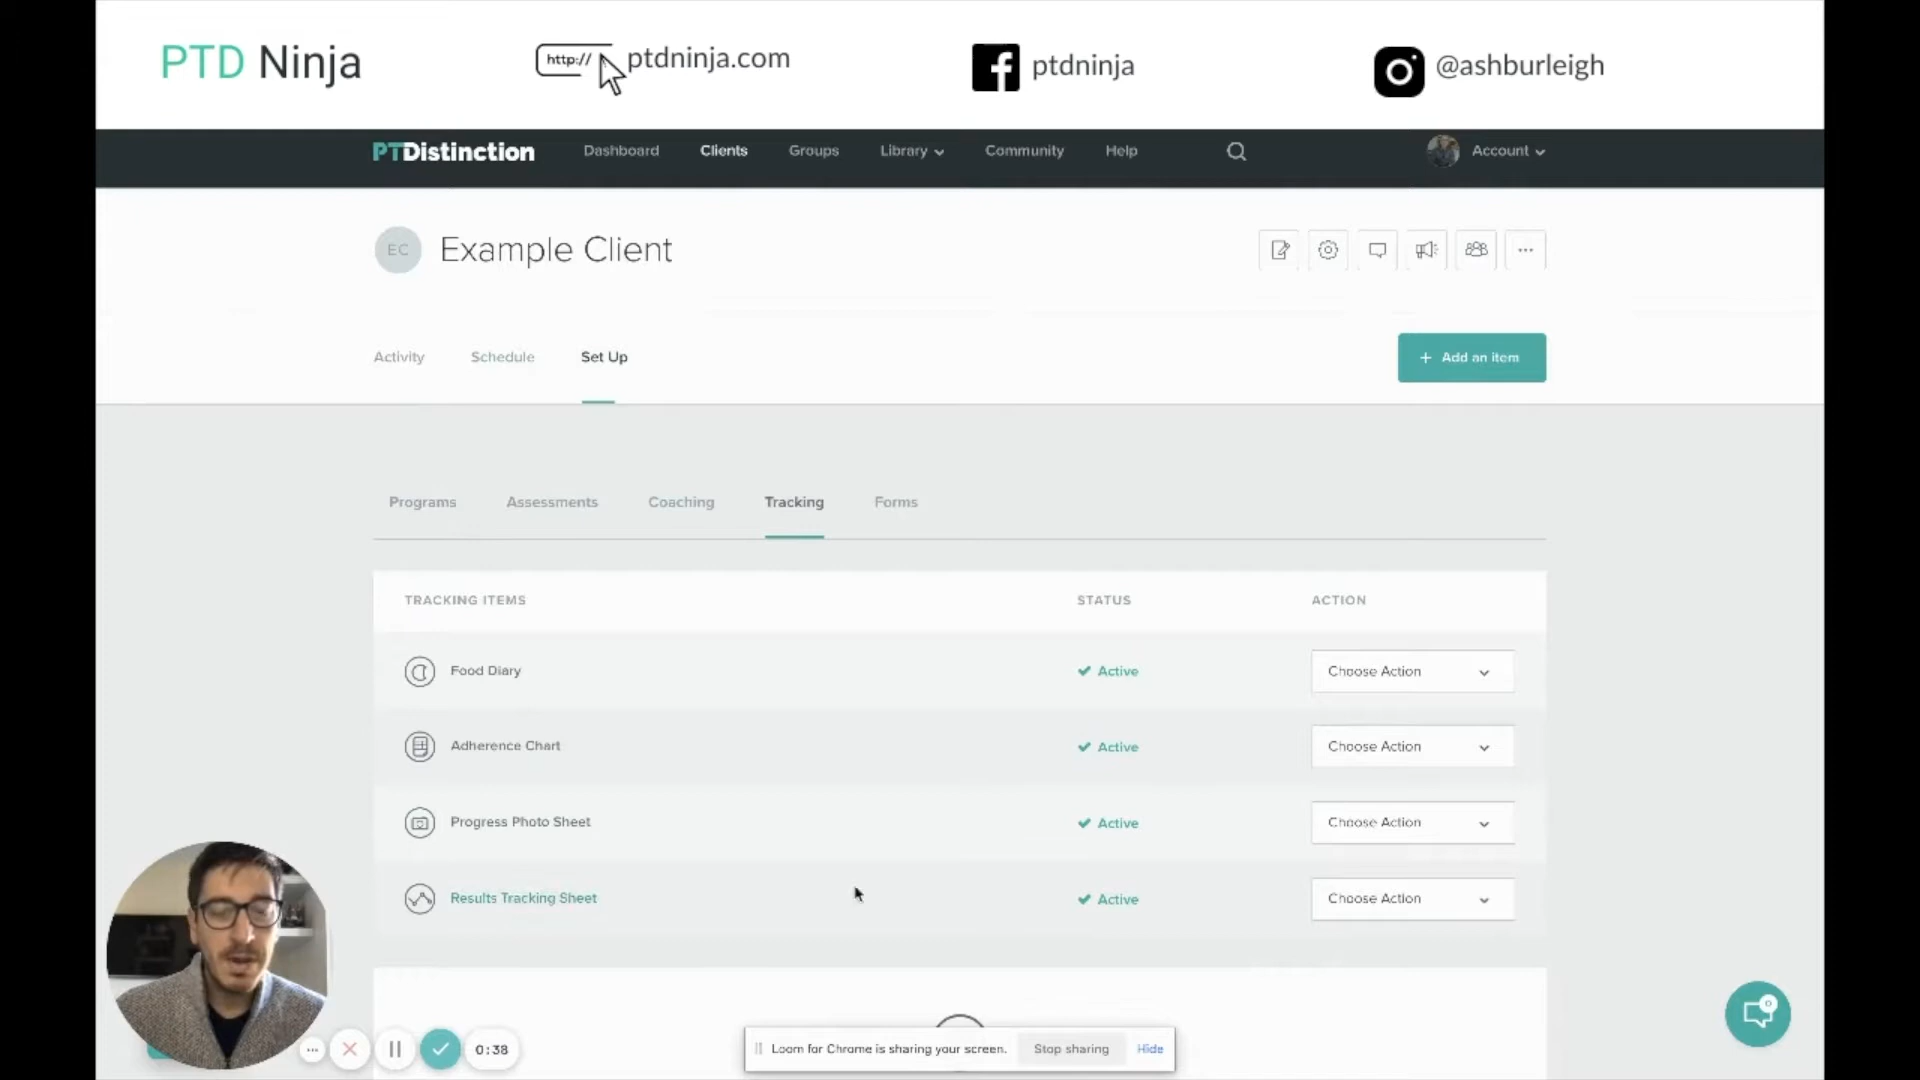 PTD Ninja
http://
ptdninja.com
ptdninja
@ashburleigh
PTDistinction
Dashboard
Clients
Groups
Library
Community
Help
Account
EC
Example Client
Activity
Schedule
Set Up
+ Add an item
Programs
Assessments
Coaching
Tracking
Forms
TRACKING ITEMS
STATUS
ACTION
Food Diary
Active
Choose Action
Adherence Chart
Active
Choose Action
Progress Photo Sheet
Active
Choose Action
Results Tracking Sheet
Active
Choose Action
0
0:38
Loom for Chrome is sharing your screen.
Stop sharing
Hide